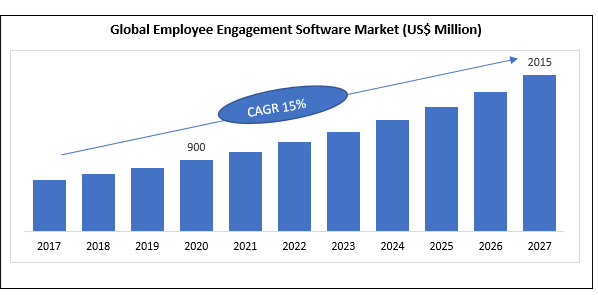 Global Employee Engagement Software Market (US$ Million)
2015
CAGR 15%
900
2017 2018 2019 2020 2021 2022 2023 2024 2025 2026 2027